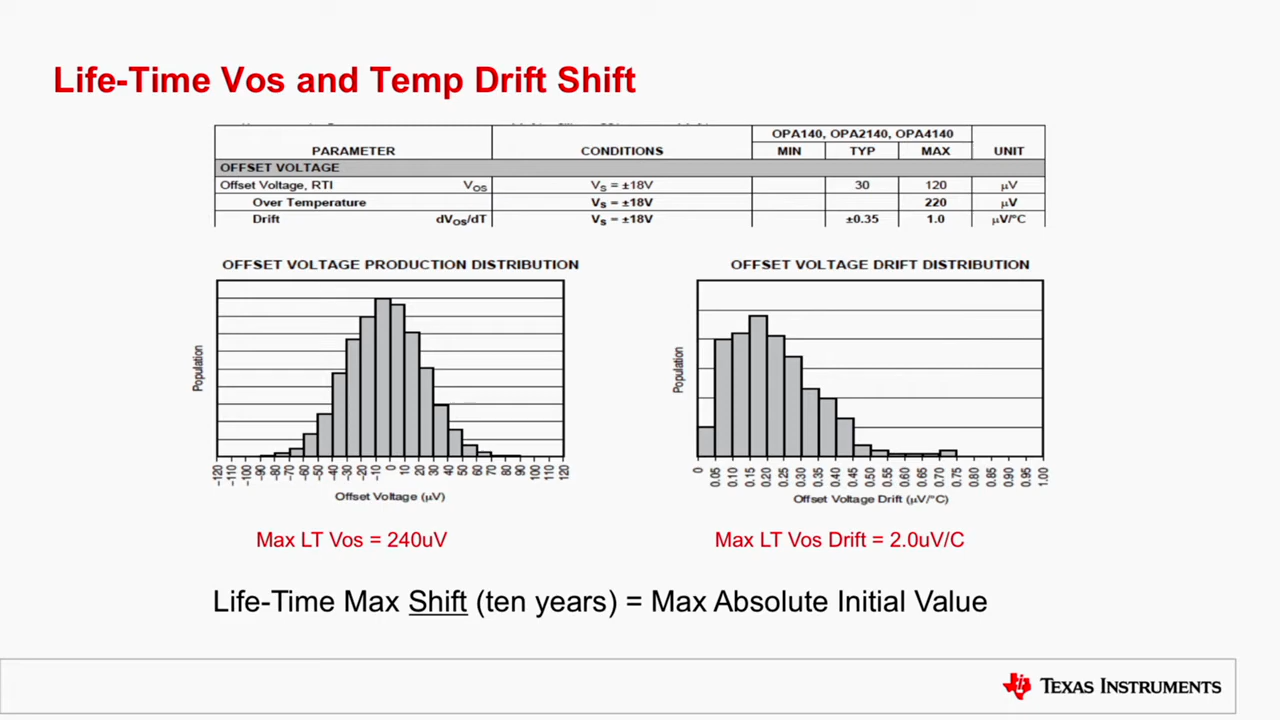 Life-Time Vos and Temp Drift Shift
OPA140, OPA2140, OPA4140
PARAMETER CONDITIONS MIN TYP MAX UNIT
OFFSET VOLTAGE
Offset Voltage, RTI VOS VS = ±18V 30 120 μV
Over Temperature VS = ±18V 220 μV
Drift dVOS/dT VS = ±18V ±0.35 1.0 μV/°C
OFFSET VOLTAGE PRODUCTION DISTRIBUTION
Population
-120 -110 -100 -90 -80 -70 -60 -50 -40 -30 -20 -10 0 10 20 30 40 50 60 70 80 90 100 110 120
Offset Voltage (μV)
OFFSET VOLTAGE DRIFT DISTRIBUTION
Population
0 0.05 0.10 0.15 0.20 0.25 0.30 0.35 0.40 0.45 0.50 0.55 0.60 0.65 0.70 0.75 0.80 0.85 0.90 0.95 1.00
Offset Voltage Drift (μV/°C)
Max LT Vos = 240uV
Max LT Vos Drift = 2.0uV/C
Life-Time Max Shift (ten years) = Max Absolute Initial Value
TEXAS INSTRUMENTS